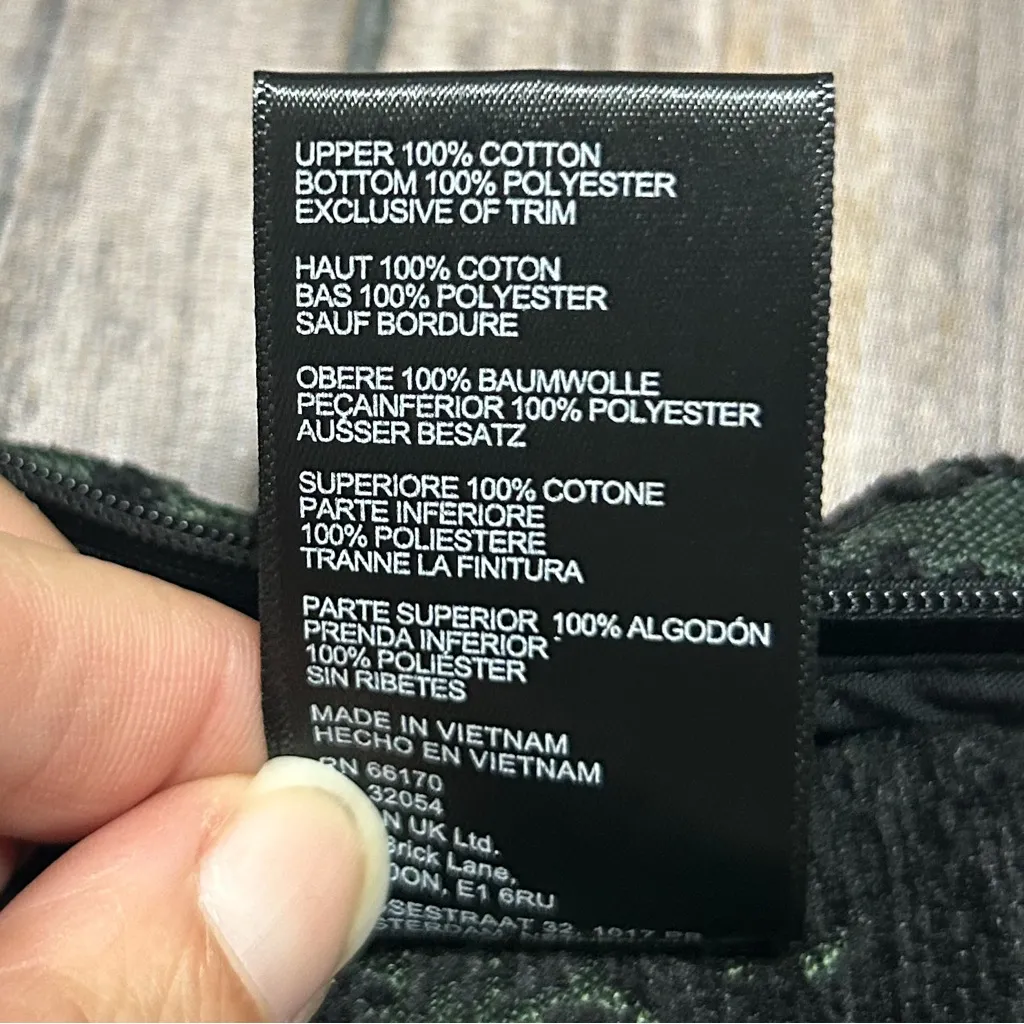 UPPER 100% COTTON
BOTTOM 100% POLYESTER
EXCLUSIVE OF TRIM
HAUT 100% COTON
BAS 100% POLYESTER
SAUF BORDURE
OBERE 100% BAUMWOLLE
PEÇAINFERIOR 100% POLYESTER
AUSSER BESATZ
SUPERIORE 100% COTONE
PARTE INFERIORE
100% POLIESTERE
TRANNE LA FINITURA
PARTE SUPERIOR 100% ALGODÓN
PRENDA INFERIOR
100% POLIÉSTER
SIN RIBETES
MADE IN VIETNAM
HECHO EN VIETNAM
RN 66170
32054
UK Ltd.
Brick Lane,
E1 6RU
32, 1017